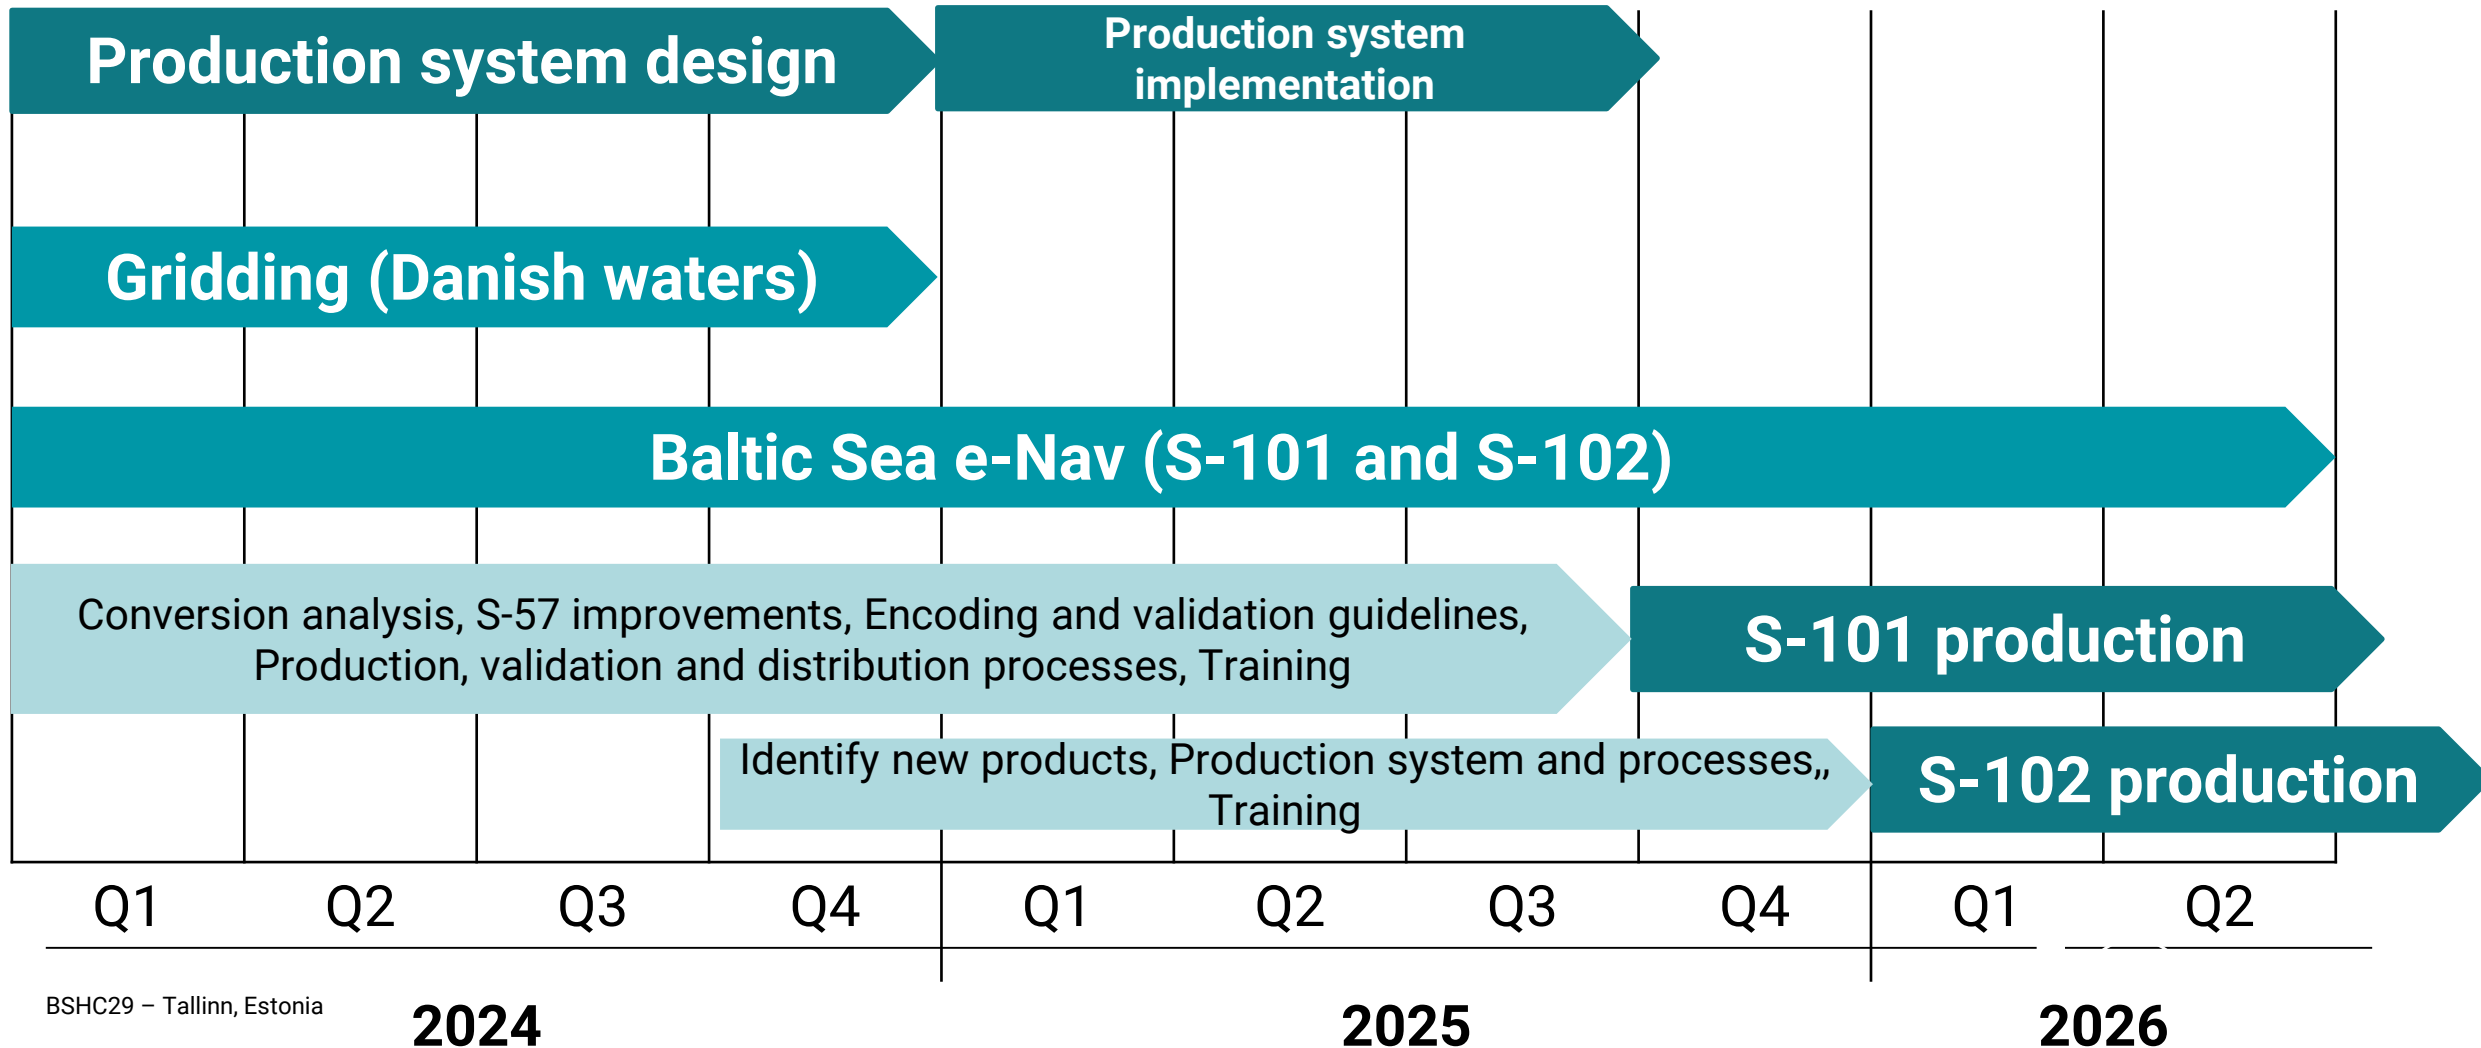 Production system design
Production system
implementation
Gridding (Danish waters)
Baltic Sea e-Nav (S-101 and S-102)
Conversion analysis, S-57 improvements, Encoding and validation guidelines,
Production, validation and distribution processes, Training
S-101 production
Identify new products, Production system and processes,,
Training
S-102 production
Q1 Q2 Q3 Q4 Q1 Q2 Q3 Q4 Q1 Q2
BSHC29 – Tallinn, Estonia
2024 2025 2026